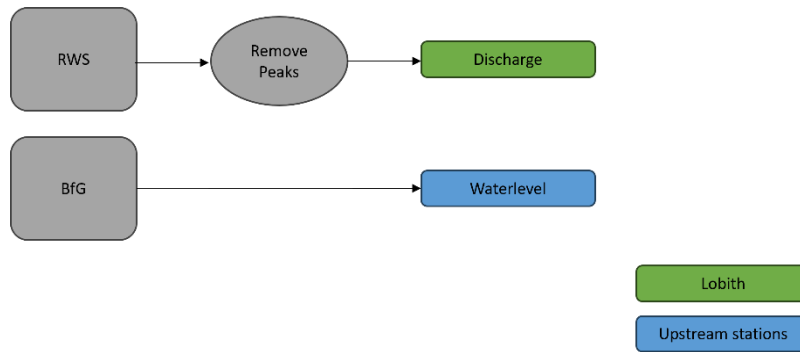 RWS
Remove
Peaks
Discharge
BfG
Waterlevel
Lobith
Upstream stations